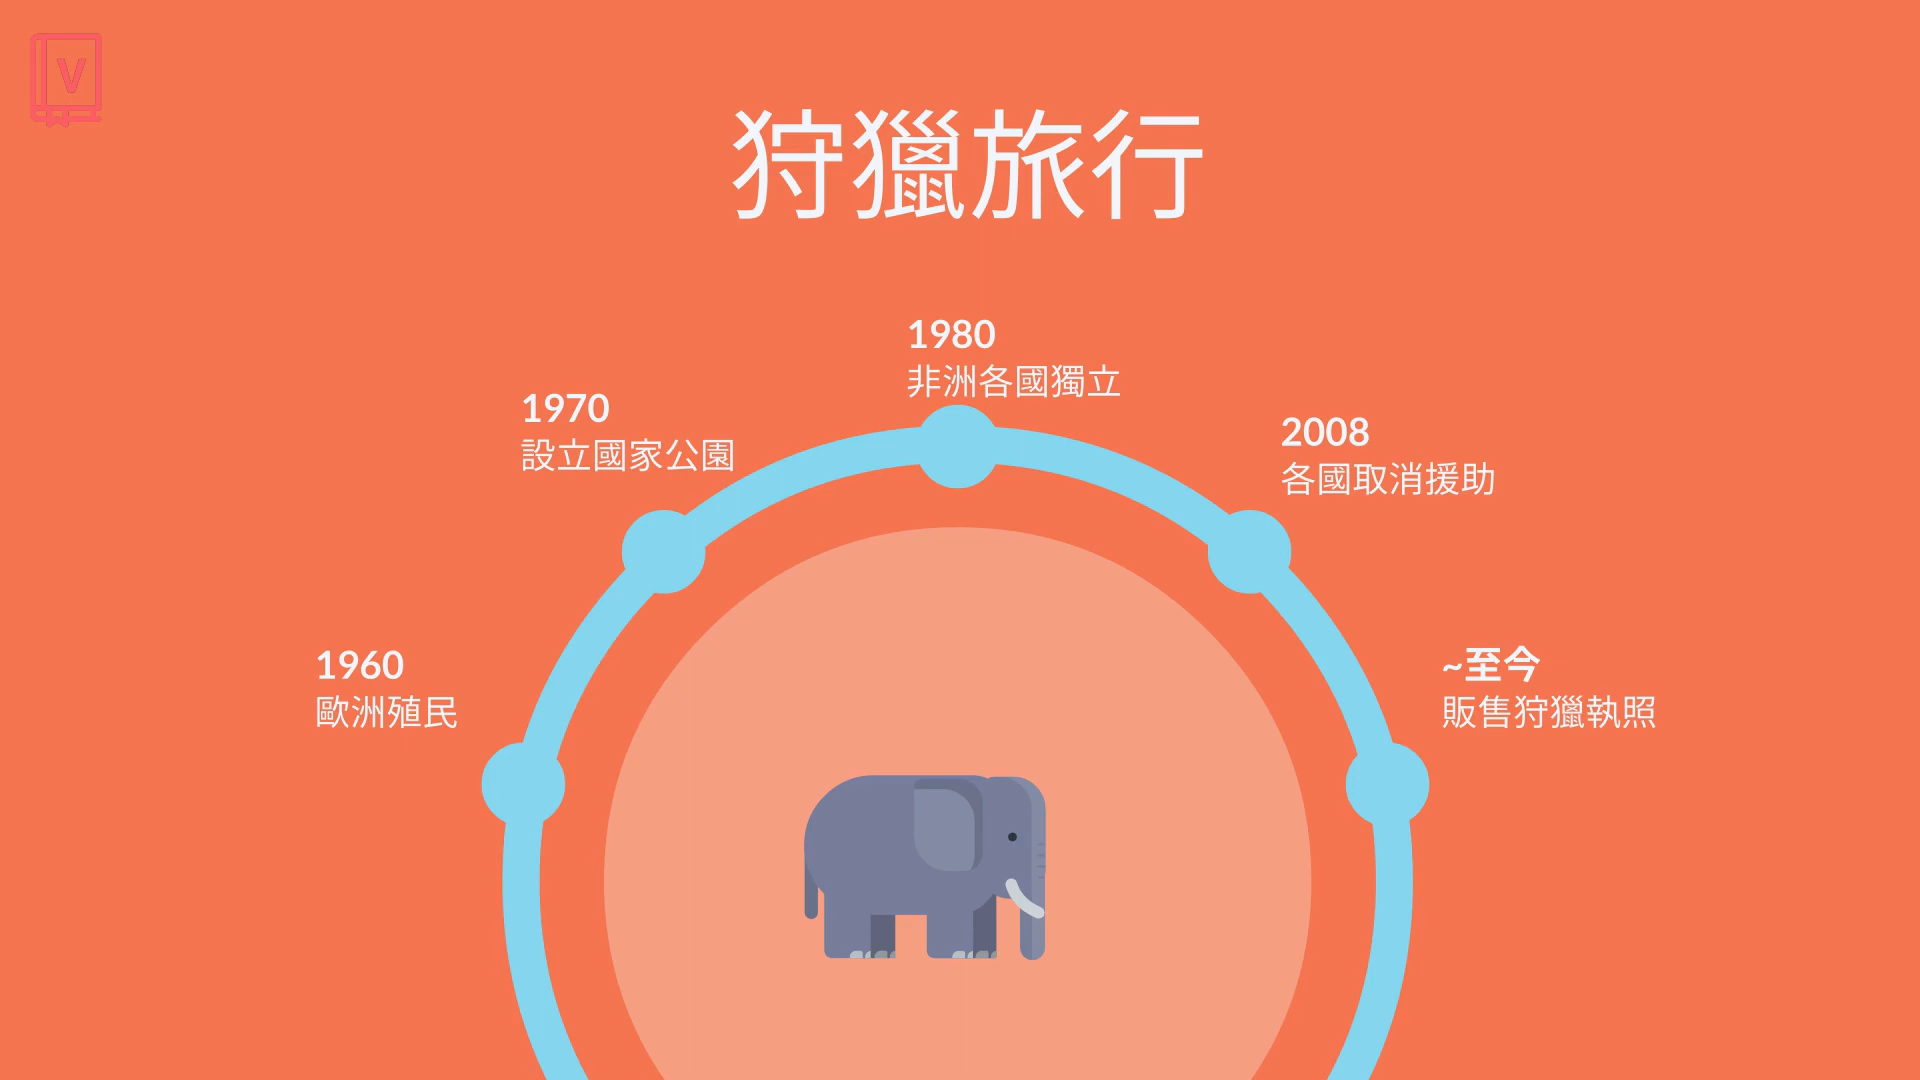 V
狩獵旅行
1960
歐洲殖民
1970
設立國家公園
1980
非洲各國獨立
2008
各國取消援助
~至今
販售狩獵執照